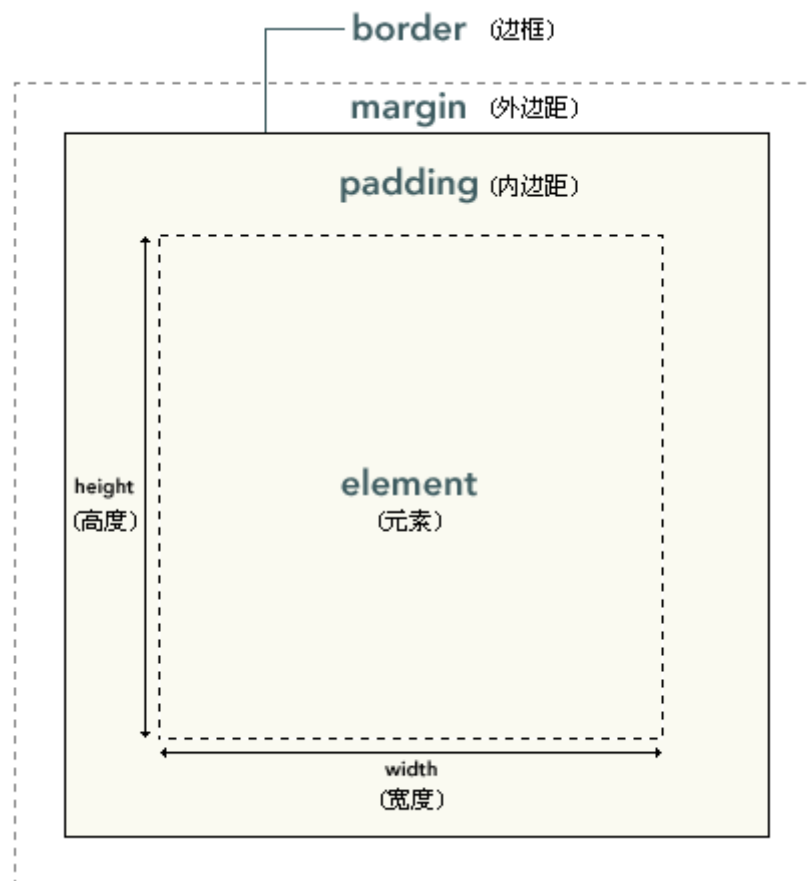 border (边框)
margin (外边距)
padding (内边距)
height
(高度)
element
(元素)
width
(宽度)